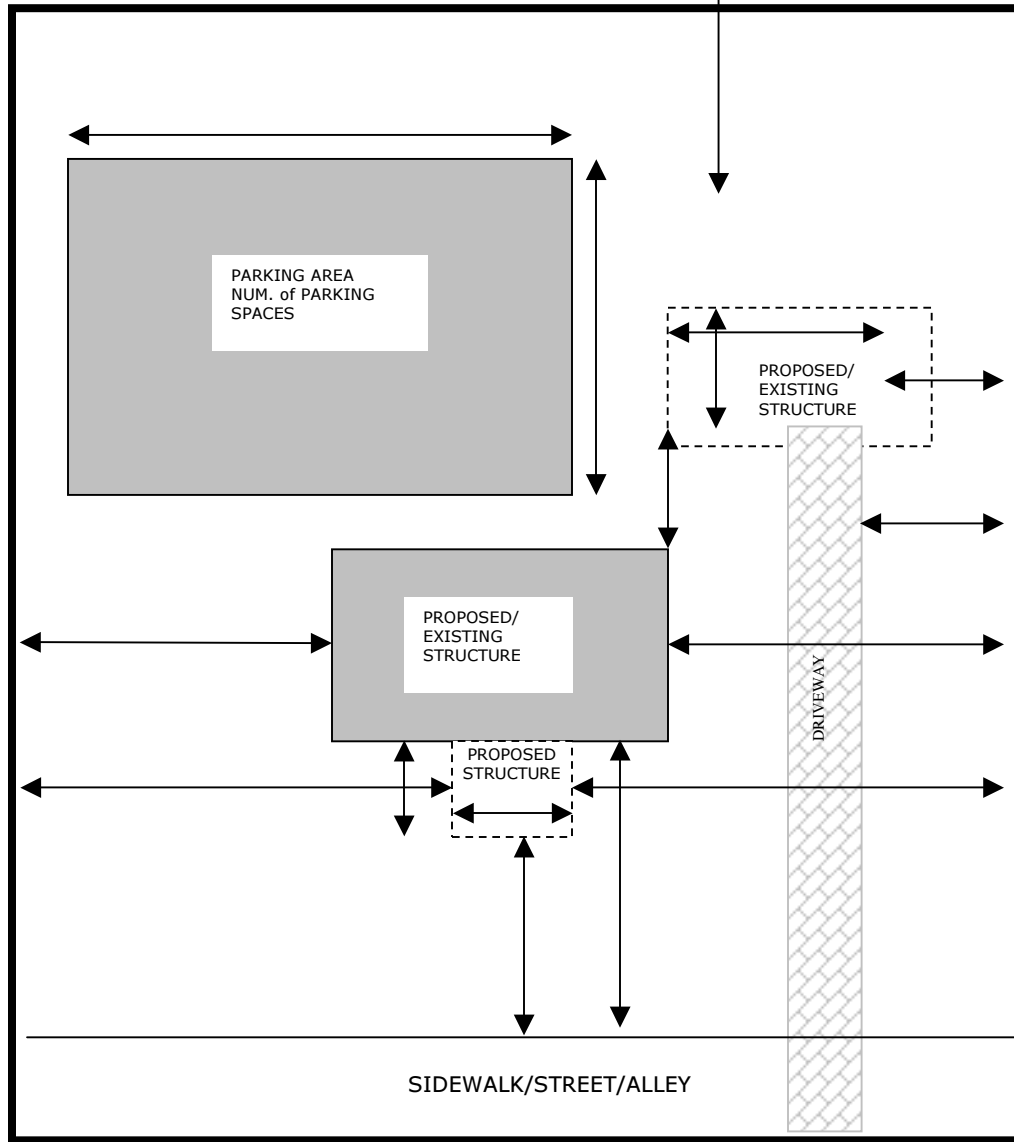 PARKING AREA
NUM. of PARKING
SPACES
PROPOSED/
EXISTING
STRUCTURE
PROPOSED/
EXISTING
STRUCTURE
DRIVEWAY
PROPOSED
STRUCTURE
SIDEWALK/STREET/ALLEY